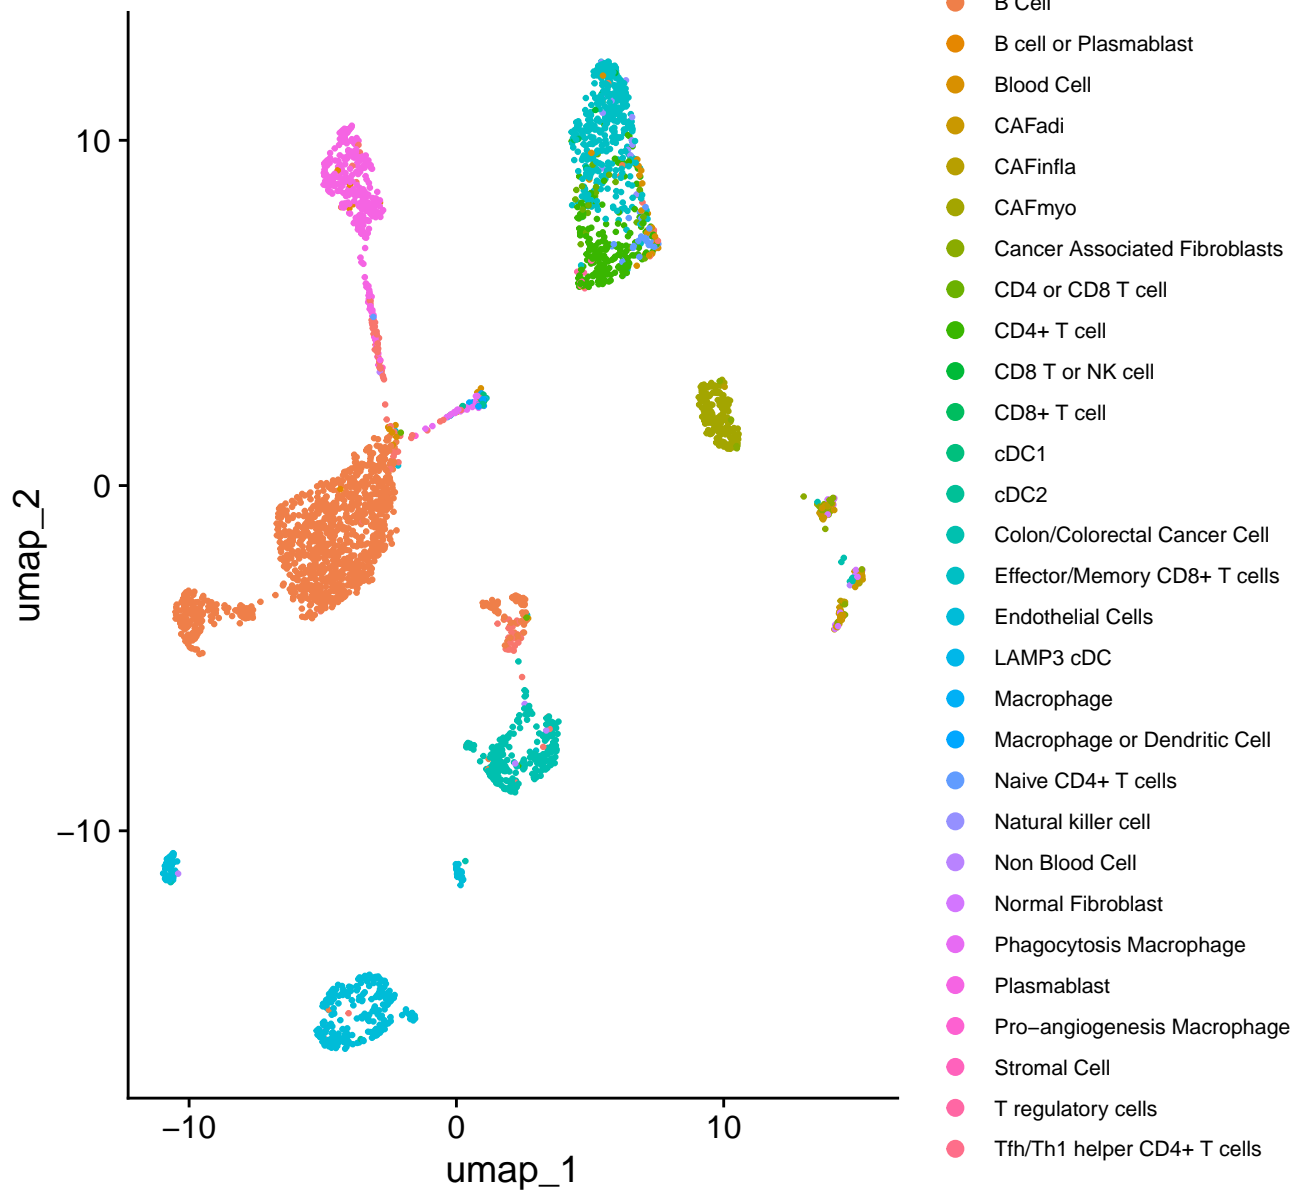 B Cell
B cell or Plasmablast
Blood Cell
CAFadi
CAFinfla
CAFmyo
Cancer Associated Fibroblasts
CD4 or CD8 T cell
CD4+ T cell
CD8 T or NK cell
CD8+ T cell
cDC1
cDC2
Colon/Colorectal Cancer Cell
Effector/Memory CD8+ T cells
Endothelial Cells
LAMP3 cDC
Macrophage
Macrophage or Dendritic Cell
Naive CD4+ T cells
Natural killer cell
Non Blood Cell
Normal Fibroblast
Phagocytosis Macrophage
Plasmablast
Pro−angiogenesis Macrophage
Stromal Cell
T regulatory cells
Tfh/Th1 helper CD4+ T cells
10
0
−10
umap_2
−10 0 10
umap_1